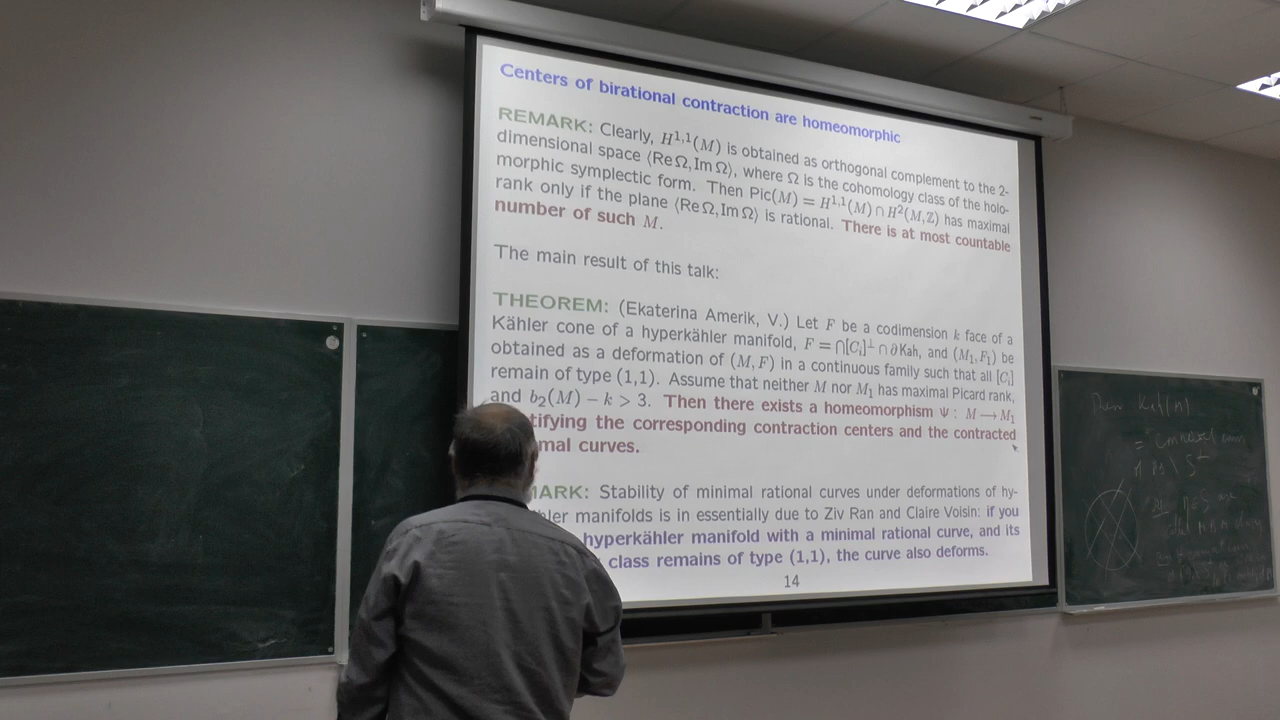 Centers of birational contraction are homeomorphic
REMARK: Clearly, H^{1,1}(M) is obtained as orthogonal complement to the 2-
dimensional space ⟨Re Ω, Im Ω⟩, where Ω is the cohomology class of the holo-
morphic symplectic form. Then Pic(M) = H^{1,1}(M) ∩ H²(M,ℤ) has maximal
rank only if the plane ⟨Re Ω, Im Ω⟩ is rational. There is at most countable
number of such M.
The main result of this talk:
THEOREM: (Ekaterina Amerik, V.) Let F be a codimension k face of a
Kähler cone of a hyperkähler manifold, F = ∩[C_i]^⊥ ∩ ∂Kah, and (M₁, F₁) be
obtained as a deformation of (M, F) in a continuous family such that all [C_i]
remain of type (1,1). Assume that neither M nor M₁ has maximal Picard rank,
and b₂(M) − k > 3. Then there exists a homeomorphism Ψ : M ⟶ M₁
tifying the corresponding contraction centers and the contracted
mal curves.
MARK: Stability of minimal rational curves under deformations of hy-
hler manifolds is in essentially due to Ziv Ran and Claire Voisin: if you
hyperkähler manifold with a minimal rational curve, and its
class remains of type (1,1), the curve also deforms.
14